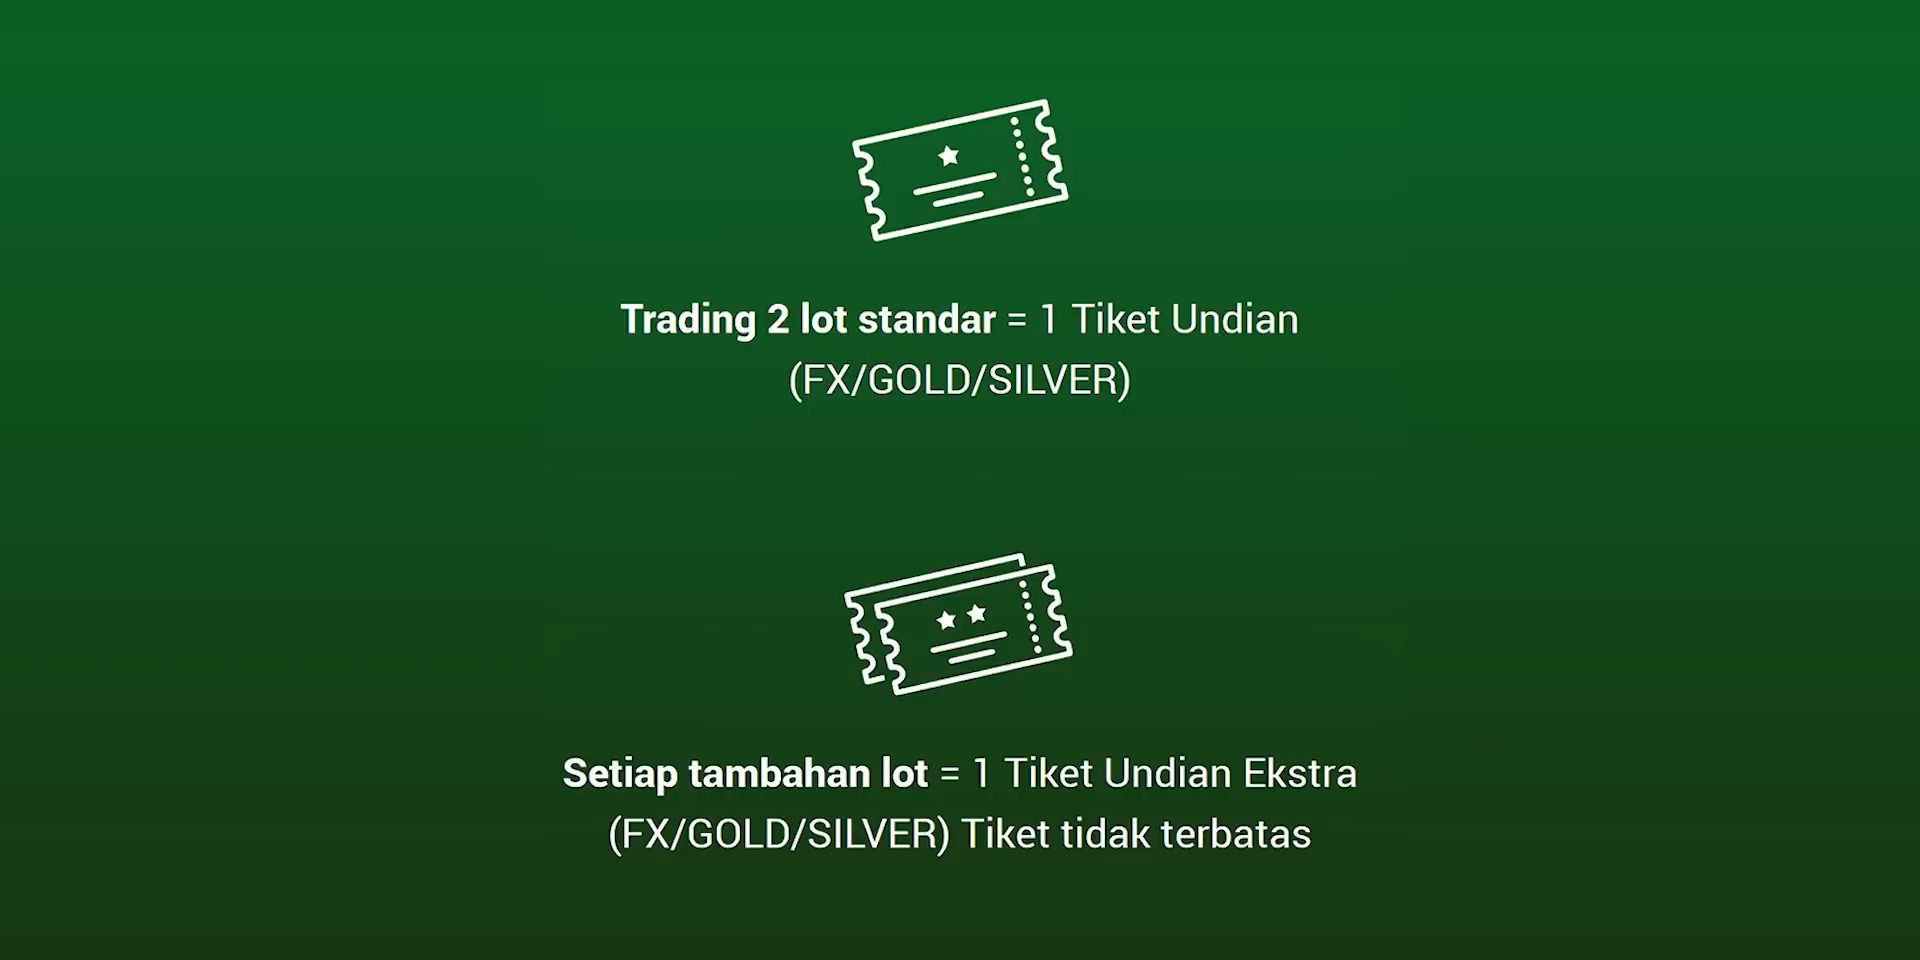 Trading 2 lot standar = 1 Tiket Undian
(FX/GOLD/SILVER)
Setiap tambahan lot = 1 Tiket Undian Ekstra
(FX/GOLD/SILVER) Tiket tidak terbatas